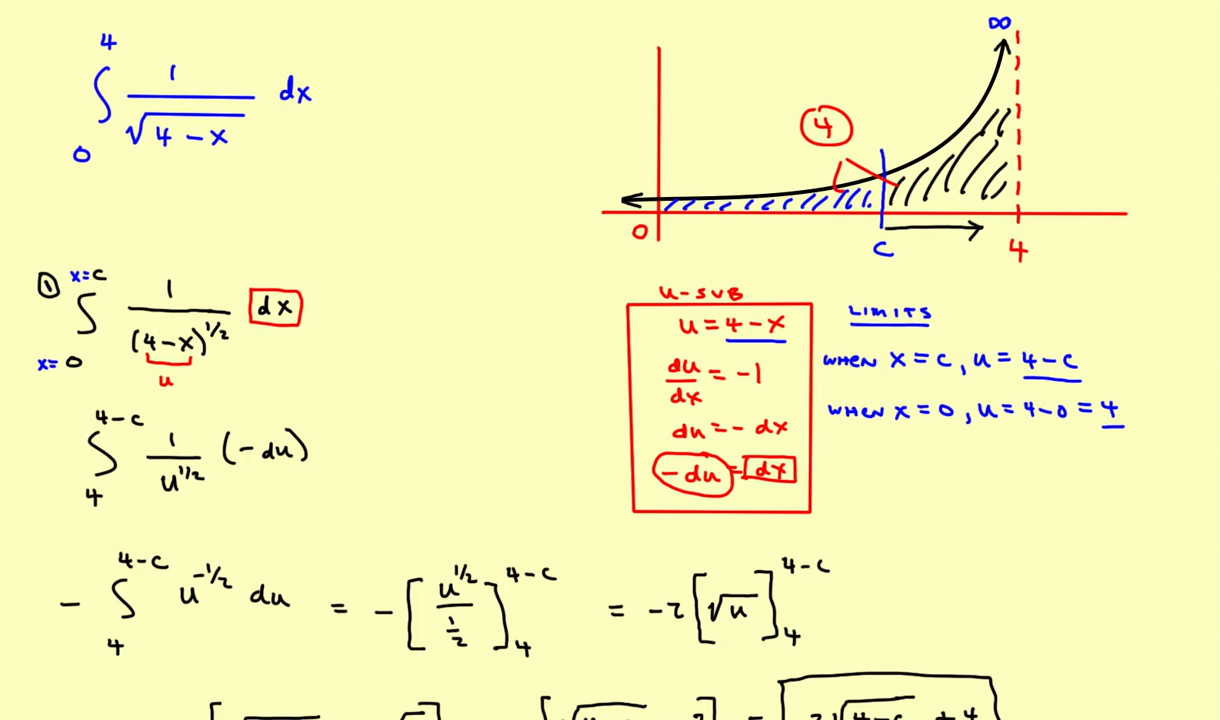 ∫₀⁴ 1/√(4-x) dx
∞
4
0
C
4
① ∫_{x=0}^{x=c} 1/(4-x)^{1/2} dx
u
U-SUB
u = 4-x
du/dx = -1
du = -dx
-du = dx
LIMITS
WHEN x = c, u = 4-c
WHEN x = 0, u = 4-0 = 4
∫₄^{4-c} 1/u^{1/2} (-du)
- ∫₄^{4-c} u^{-1/2} du = -[u^{1/2}/(1/2)]₄^{4-c} = -2[√u]₄^{4-c}